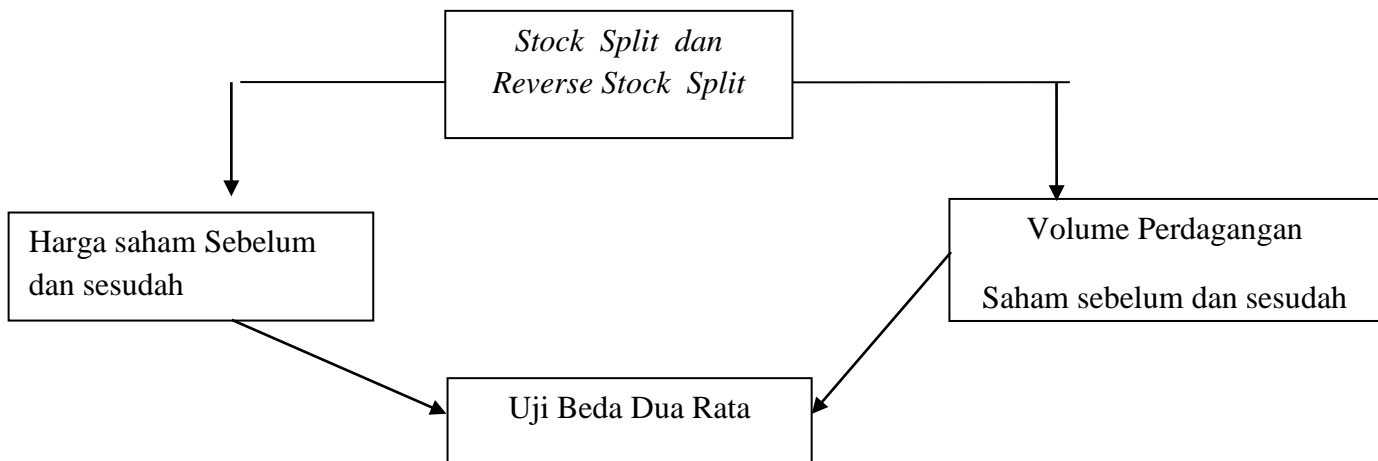 Stock Split dan
Reverse Stock Split
Harga saham Sebelum
dan sesudah
Volume Perdagangan
Saham sebelum dan sesudah
Uji Beda Dua Rata